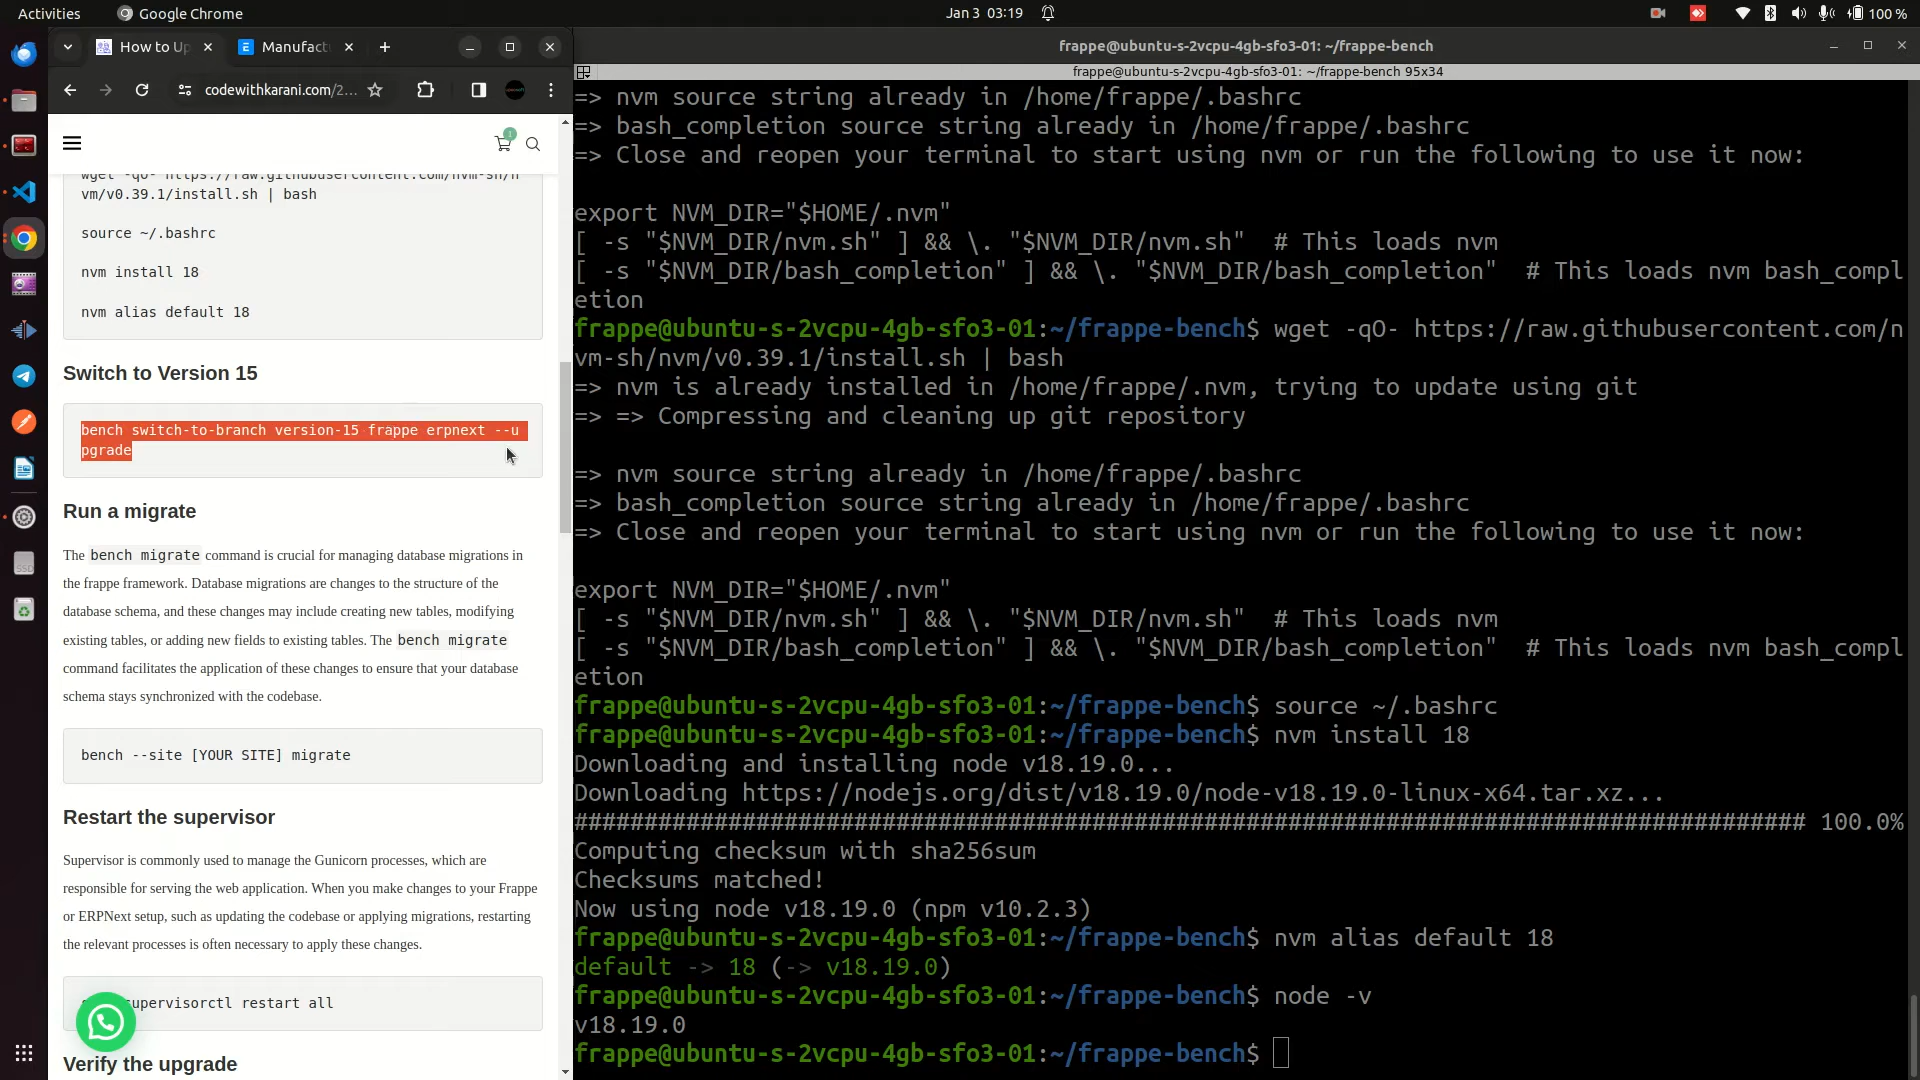 Activities
Google Chrome
Jan 3 03:19
100 %
How to Up
Manufact
codewithkarani.com/2...
1
wget -qO- https://raw.githubusercontent.com/nvm-sh/n
vm/v0.39.1/install.sh | bash
source ~/.bashrc
nvm install 18
nvm alias default 18
Switch to Version 15
bench switch-to-branch version-15 frappe erpnext --u
pgrade
Run a migrate
The bench migrate command is crucial for managing database migrations in
the frappe framework. Database migrations are changes to the structure of the
database schema, and these changes may include creating new tables, modifying
existing tables, or adding new fields to existing tables. The bench migrate
command facilitates the application of these changes to ensure that your database
schema stays synchronized with the codebase.
bench --site [YOUR SITE] migrate
Restart the supervisor
Supervisor is commonly used to manage the Gunicorn processes, which are
responsible for serving the web application. When you make changes to your Frappe
or ERPNext setup, such as updating the codebase or applying migrations, restarting
the relevant processes is often necessary to apply these changes.
supervisorctl restart all
Verify the upgrade
frappe@ubuntu-s-2vcpu-4gb-sfo3-01: ~/frappe-bench
frappe@ubuntu-s-2vcpu-4gb-sfo3-01: ~/frappe-bench 95x34
=> nvm source string already in /home/frappe/.bashrc
=> bash_completion source string already in /home/frappe/.bashrc
=> Close and reopen your terminal to start using nvm or run the following to use it now:
export NVM_DIR="$HOME/.nvm"
[ -s "$NVM_DIR/nvm.sh" ] && \. "$NVM_DIR/nvm.sh"  # This loads nvm
[ -s "$NVM_DIR/bash_completion" ] && \. "$NVM_DIR/bash_completion"  # This loads nvm bash_compl
etion
frappe@ubuntu-s-2vcpu-4gb-sfo3-01:~/frappe-bench$ wget -qO- https://raw.githubusercontent.com/n
vm-sh/nvm/v0.39.1/install.sh | bash
=> nvm is already installed in /home/frappe/.nvm, trying to update using git
=> => Compressing and cleaning up git repository
=> nvm source string already in /home/frappe/.bashrc
=> bash_completion source string already in /home/frappe/.bashrc
=> Close and reopen your terminal to start using nvm or run the following to use it now:
export NVM_DIR="$HOME/.nvm"
[ -s "$NVM_DIR/nvm.sh" ] && \. "$NVM_DIR/nvm.sh"  # This loads nvm
[ -s "$NVM_DIR/bash_completion" ] && \. "$NVM_DIR/bash_completion"  # This loads nvm bash_compl
etion
frappe@ubuntu-s-2vcpu-4gb-sfo3-01:~/frappe-bench$ source ~/.bashrc
frappe@ubuntu-s-2vcpu-4gb-sfo3-01:~/frappe-bench$ nvm install 18
Downloading and installing node v18.19.0...
Downloading https://nodejs.org/dist/v18.19.0/node-v18.19.0-linux-x64.tar.xz...
######################################################################################## 100.0%
Computing checksum with sha256sum
Checksums matched!
Now using node v18.19.0 (npm v10.2.3)
frappe@ubuntu-s-2vcpu-4gb-sfo3-01:~/frappe-bench$ nvm alias default 18
default -> 18 (-> v18.19.0)
frappe@ubuntu-s-2vcpu-4gb-sfo3-01:~/frappe-bench$ node -v
v18.19.0
frappe@ubuntu-s-2vcpu-4gb-sfo3-01:~/frappe-bench$